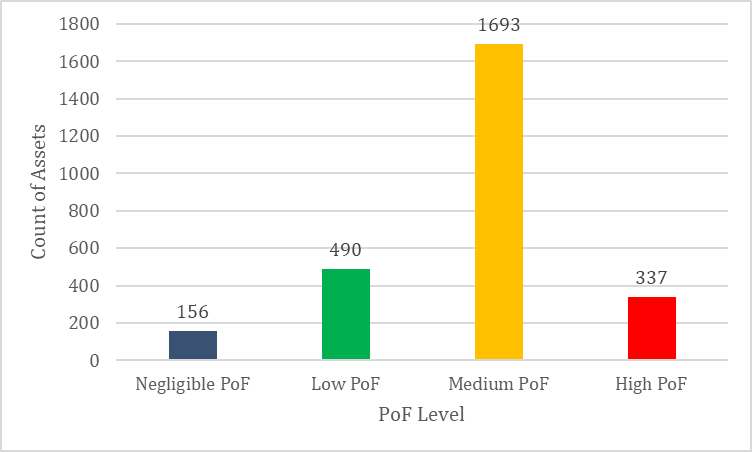 1800
1600
1400
1200
1000
800
600
400
200
0
Count of Assets
156
490
1693
337
Negligible PoF
Low PoF
Medium PoF
High PoF
PoF Level